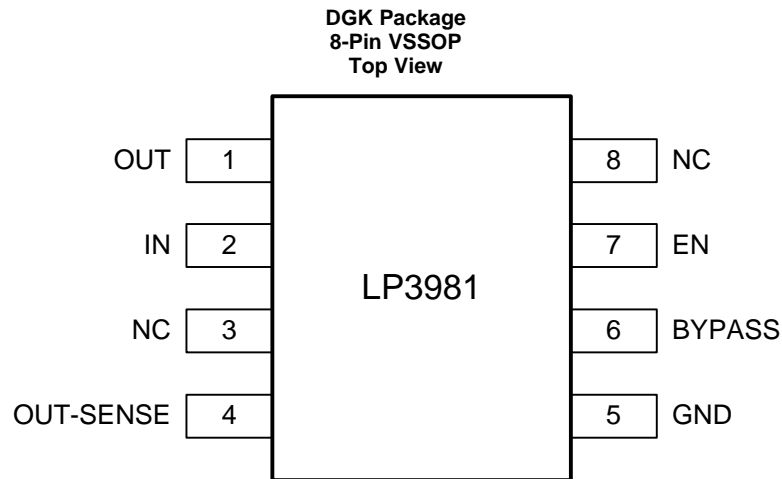 DGK Package
8-Pin VSSOP
Top View
OUT 1 8 NC
IN 2 7 EN
LP3981
NC 3 6 BYPASS
OUT-SENSE 4 5 GND